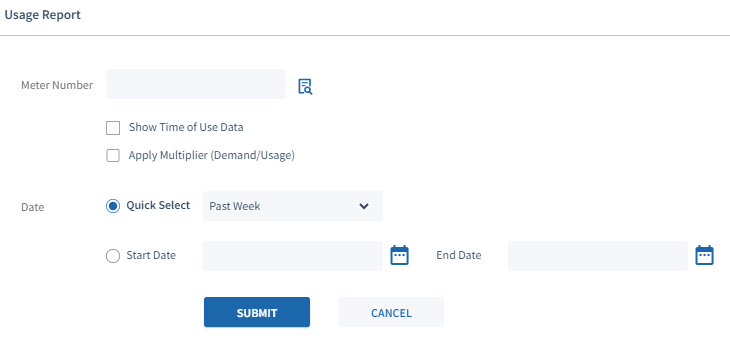 Usage Report
Meter Number
Show Time of Use Data
Apply Multiplier (Demand/Usage)
Date
Quick Select
Past Week
Start Date
End Date
SUBMIT
CANCEL